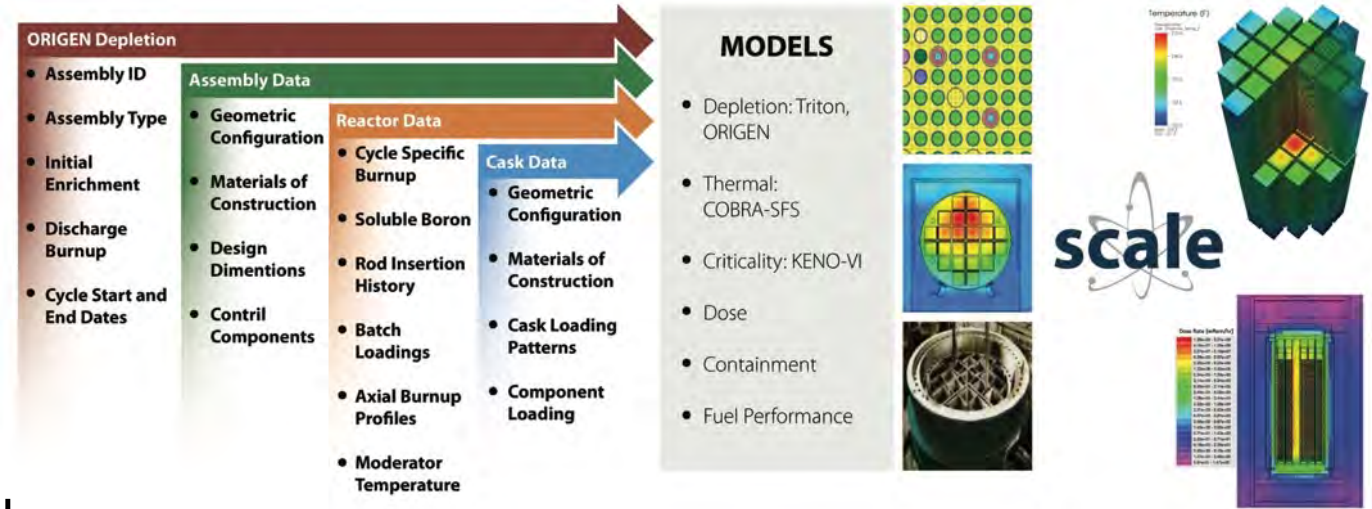 ORIGEN Depletion
• Assembly ID
• Assembly Type
• Initial
Enrichment
• Discharge
Burnup
• Cycle Start and
End Dates
Assembly Data
• Geometric
Configuration
• Materials of
Construction
• Design
Dimentions
• Contril
Components
Reactor Data
• Cycle Specific
Burnup
• Soluble Boron
• Rod Insertion
History
• Batch
Loadings
• Axial Burnup
Profiles
• Moderator
Temperature
Cask Data
• Geometric
Configuration
• Materials of
Construction
• Cask Loading
Patterns
• Component
Loading
MODELS
• Depletion: Triton,
ORIGEN
• Thermal:
COBRA-SFS
• Criticality: KENO-VI
• Dose
• Containment
• Fuel Performance
Temperature (F)
scale
Dose Rate (mRem/hr)